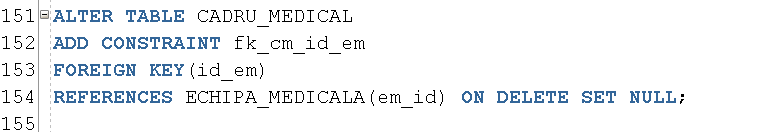 151 ALTER TABLE CADRU_MEDICAL
152 ADD CONSTRAINT fk_cm_id_em
153 FOREIGN KEY(id_em)
154 REFERENCES ECHIPA_MEDICALA(em_id) ON DELETE SET NULL;
155